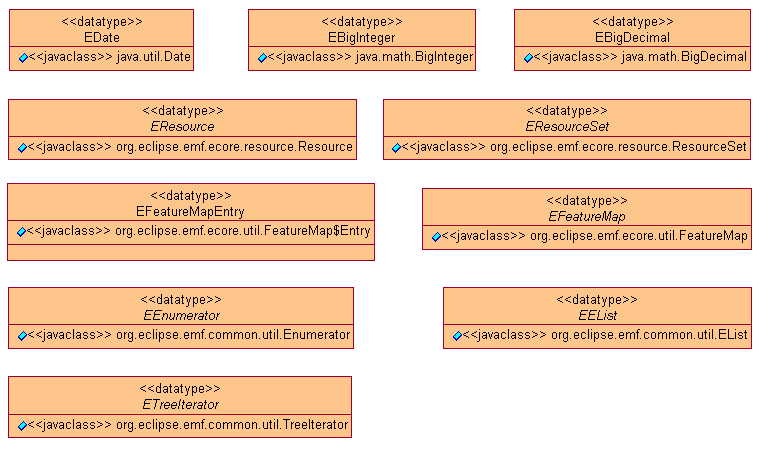 <<datatype>>
EDate
<<javaclass>> java.util.Date
<<datatype>>
EBigInteger
<<javaclass>> java.math.BigInteger
<<datatype>>
EBigDecimal
<<javaclass>> java.math.BigDecimal
<<datatype>>
EResource
<<javaclass>> org.eclipse.emf.ecore.resource.Resource
<<datatype>>
EResourceSet
<<javaclass>> org.eclipse.emf.ecore.resource.ResourceSet
<<datatype>>
EFeatureMapEntry
<<javaclass>> org.eclipse.emf.ecore.util.FeatureMap$Entry
<<datatype>>
EFeatureMap
<<javaclass>> org.eclipse.emf.ecore.util.FeatureMap
<<datatype>>
EEnumerator
<<javaclass>> org.eclipse.emf.common.util.Enumerator
<<datatype>>
EEList
<<javaclass>> org.eclipse.emf.common.util.EList
<<datatype>>
ETreeIterator
<<javaclass>> org.eclipse.emf.common.util.TreeIterator